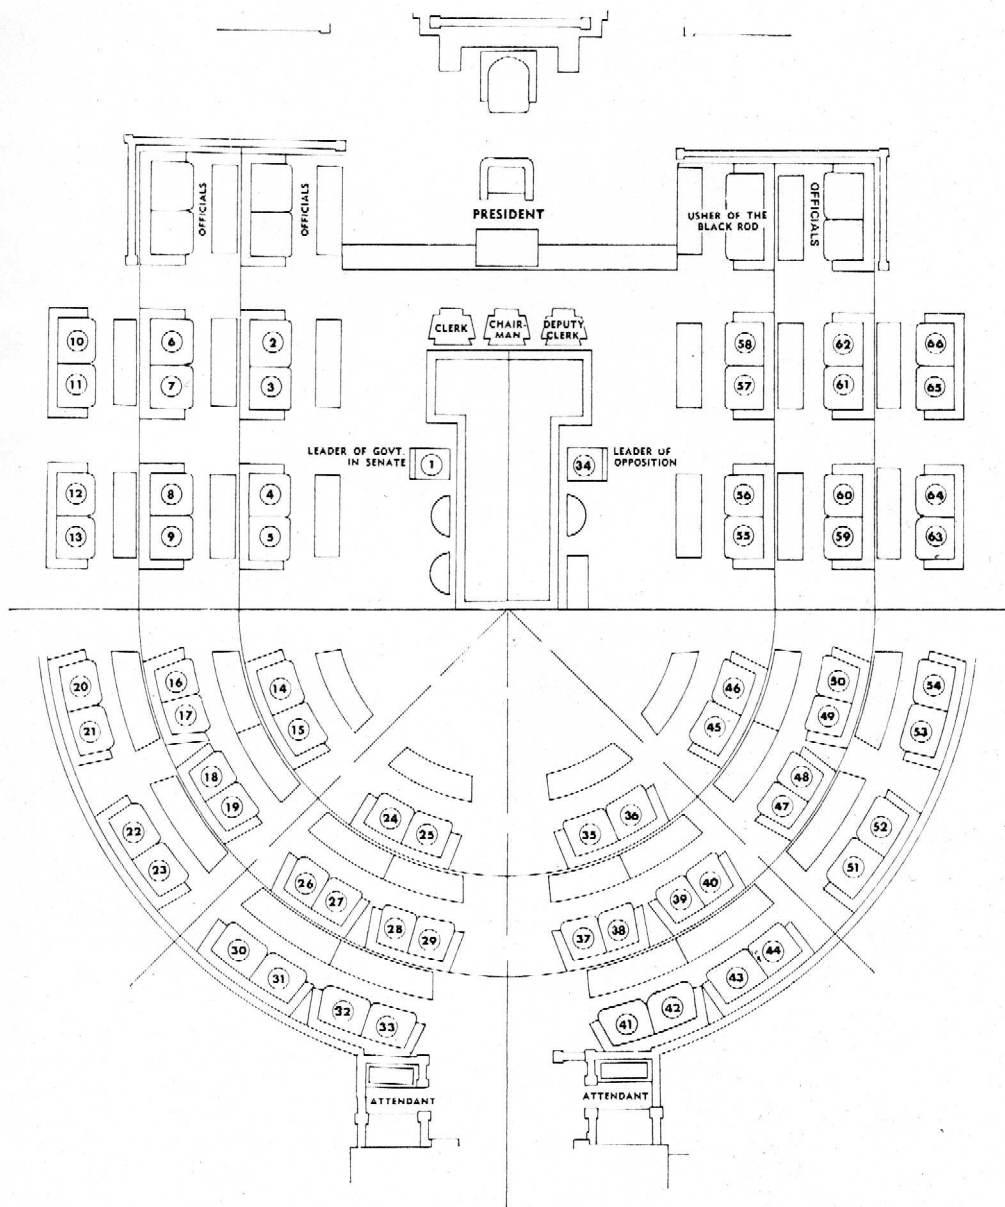 OFFICIALS
OFFICIALS
PRESIDENT
USHER OF THE
BLACK ROD
OFFICIALS
CLERK
CHAIR-
MAN
DEPUTY
CLERK
10 6 2 58 62 66
11 7 3 57 61 65
LEADER OF GOVT.
IN SENATE
1
34
LEADER OF
OPPOSITION
12 8 4 56 60 64
13 9 5 55 59 63
20 16 14 46 50 54
21 17 15 45 49 53
18 48
19 47
22 24 25 35 36 52
23 26 27 39 40 51
28 29 37 38
30 31 43 44
32 33 41 42
ATTENDANT
ATTENDANT